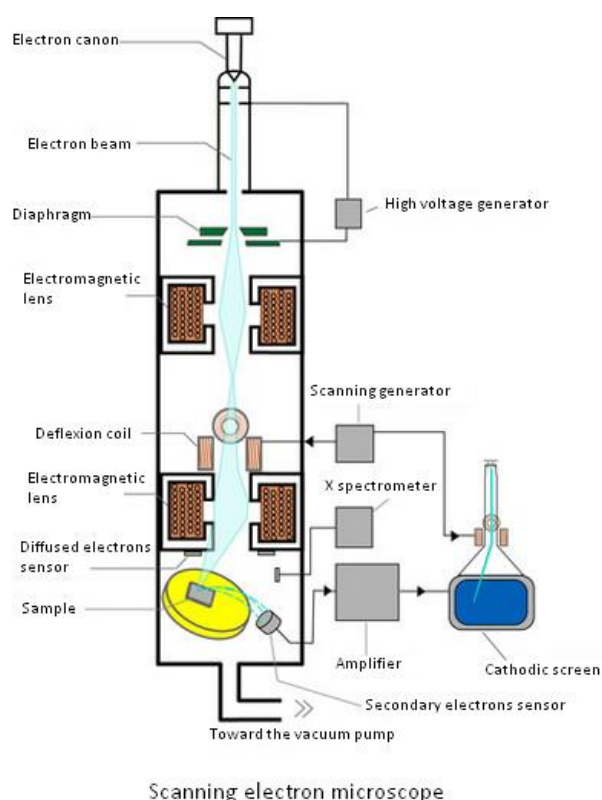 Electron canon
Electron beam
High voltage generator
Diaphragm
Electromagnetic
lens
Scanning generator
Deflexion coil
Electromagnetic
lens
X spectrometer
Diffused electrons
sensor
Sample
Amplifier
Cathodic screen
Secondary electrons sensor
Toward the vacuum pump
Scanning electron microscope